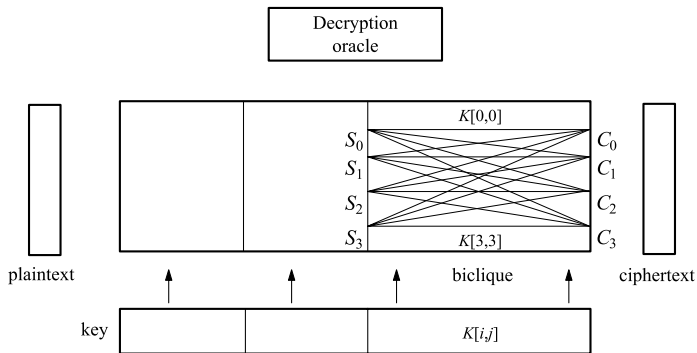 Decryption
oracle
K[0,0]
S0 C0
S1 C1
S2 C2
S3 K[3,3] C3
plaintext biclique ciphertext
key K[i,j]